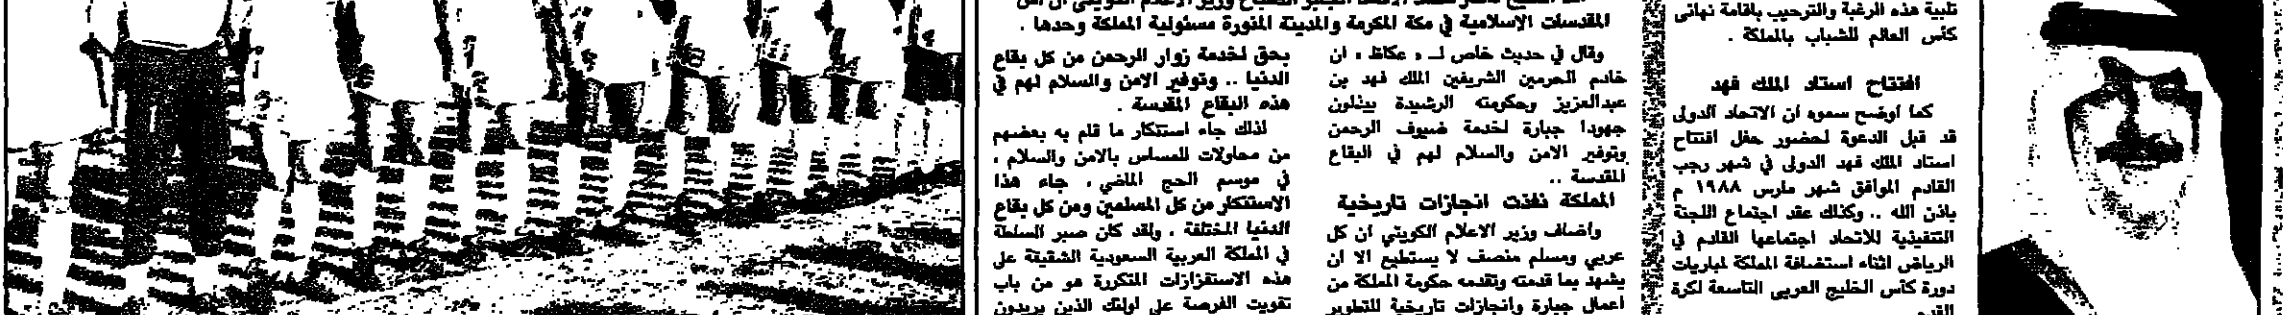 تلبية هذه الرغبة والترحيب باقامة نهائى
كأس العالم للشباب بالمملكة .
افتتاح استاد الملك فهد
كما اوضح سموه ان الاتحاد الدولى
قد قبل الدعوة لحضور حفل افتتاح
استاد الملك فهد الدولى في شهر رجب
القادم الموافق شهر مارس ١٩٨٨ م
باذن الله .. وكذلك عقد اجتماع اللجنة
التنفيذية للاتحاد اجتماعها القادم في
الرياض اثناء استضافة المملكة لمباريات
دورة كأس الخليج العربى التاسعة لكرة
القدم
المقدسات الإسلامية في مكة المكرمة والمدينة المنورة مسئولية المملكة وحدها .
وقال في حديث خاص لـ « عكاظ » ان
خادم الحرمين الشريفين الملك فهد بن
عبدالعزيز وحكومته الرشيدة يبذلون
جهودا جبارة لخدمة ضيوف الرحمن
وتوفير الامن والسلام لهم في البقاع
المقدسة ..
المملكة نفذت انجازات تاريخية
واضاف وزير الاعلام الكويتي ان كل
عربي ومسلم منصف لا يستطيع الا ان
يشهد بما قدمته وتقدمه حكومة المملكة من
اعمال جبارة وانجازات تاريخية للتطوير
بحق لخدمة زوار الرحمن من كل بقاع
الدنيا .. وتوفير الامن والسلام لهم في
هذه البقاع المقدسة .
لذلك جاء استنكار ما قام به بعضهم
من محاولات للمساس بالامن والسلام ،
في موسم الحج الماضي ، جاء هذا
الاستنكار من كل المسلمين ومن كل بقاع
الدنيا المختلفة . ولقد كان صبر السلطة
في المملكة العربية السعودية الشقيقة على
هذه الاستفزازات المتكررة هو من باب
تفويت الفرصة على اولئك الذين يريدون